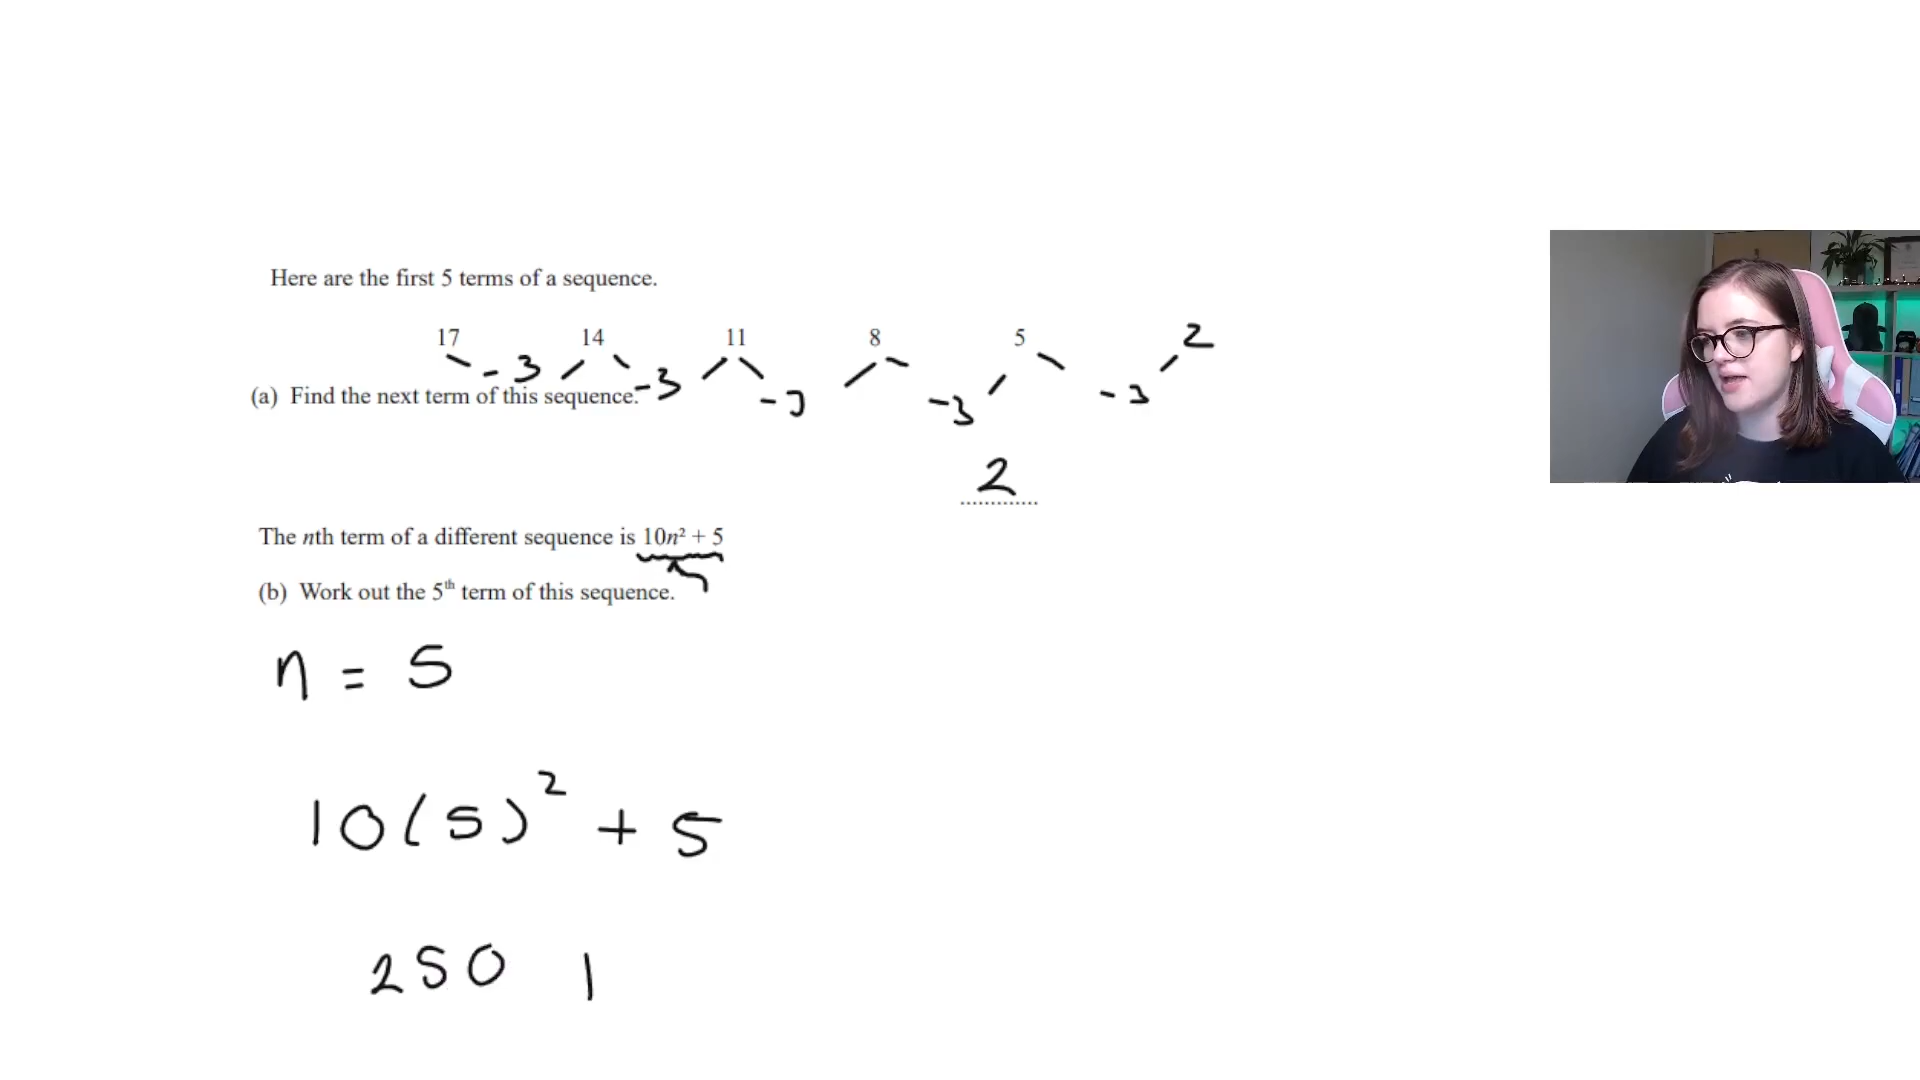 Here are the first 5 terms of a sequence.
17 14 11 8 5 2
-3 -3 -3 -3 -3
(a) Find the next term of this sequence.
2
The nth term of a different sequence is 10n² + 5
(b) Work out the 5th term of this sequence.
n = 5
10(5)² + 5
250 1